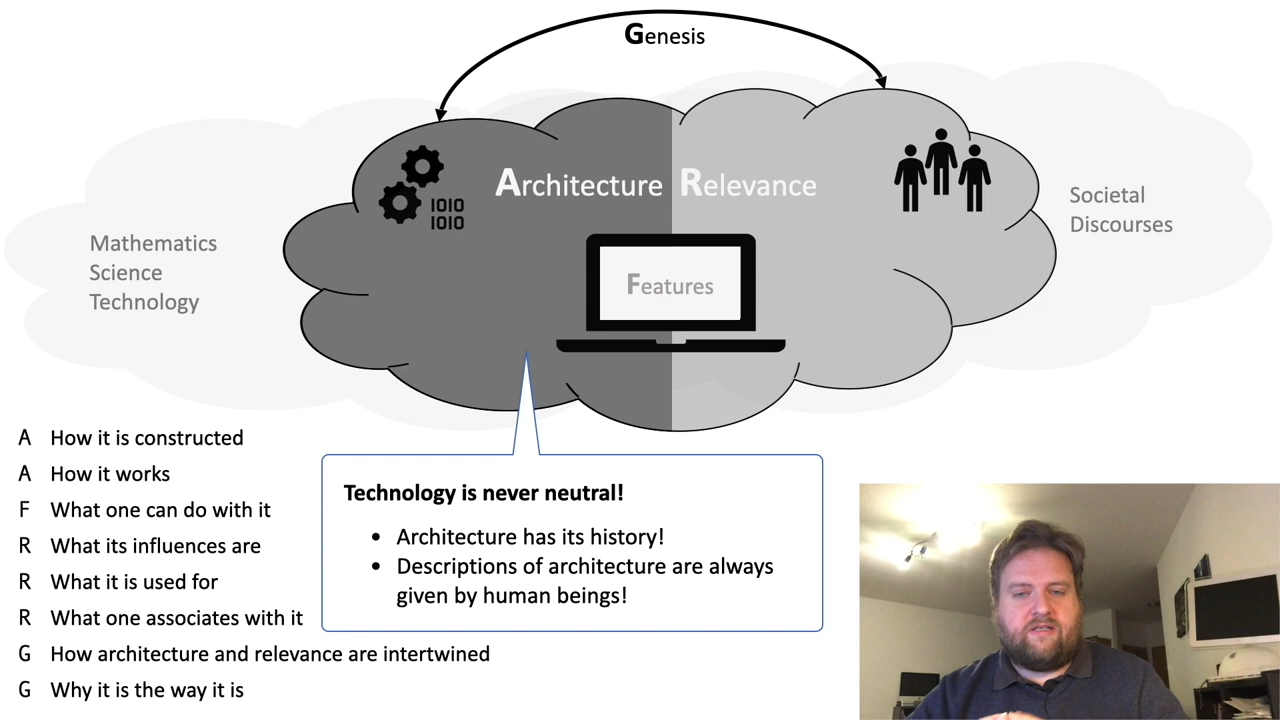 Genesis
Architecture Relevance
1010
1010
Societal
Discourses
Mathematics
Science
Technology
Features
A How it is constructed
A How it works
F What one can do with it
R What its influences are
R What it is used for
R What one associates with it
G How architecture and relevance are intertwined
G Why it is the way it is
Technology is never neutral!
• Architecture has its history!
• Descriptions of architecture are always
given by human beings!